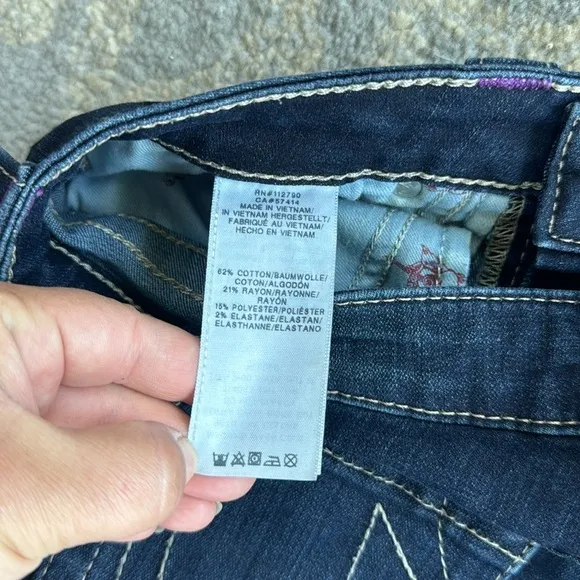 RN#112790
CA#57414
MADE IN VIETNAM/
IN VIETNAM HERGESTELLT/
FABRIQUÉ AU VIETNAM/
HECHO EN VIETNAM
62% COTTON/BAUMWOLLE/
COTON/ALGODÓN
21% RAYON/RAYONNE/
RAYÓN
15% POLYESTER/POLIÉSTER
2% ELASTANE/ELASTAN/
ELASTHANNE/ELASTANO